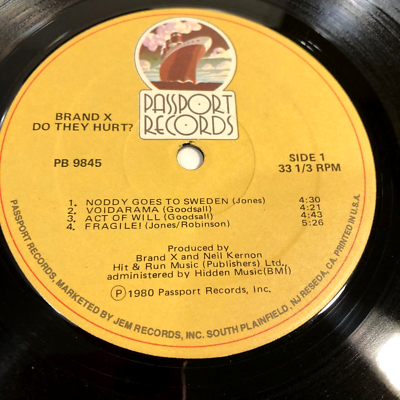 PASSPORT
RECORDS
BRAND X
DO THEY HURT?
PB 9845
SIDE 1
33 1/3 RPM
1. NODDY GOES TO SWEDEN (Jones) 4:30
2. VOIDARAMA (Goodsall) 4:21
3. ACT OF WILL (Goodsall) 4:43
4. FRAGILE! (Jones/Robinson) 5:26
Produced by
Brand X and Neil Kernon
Hit & Run Music (Publishers) Ltd.,
administered by Hidden Music(BMI)
Ⓟ 1980 Passport Records, Inc.
PASSPORT RECORDS, MARKETED BY JEM RECORDS, INC. SOUTH PLAINFIELD, NJ RESEDA, CA. PRINTED IN U.S.A.